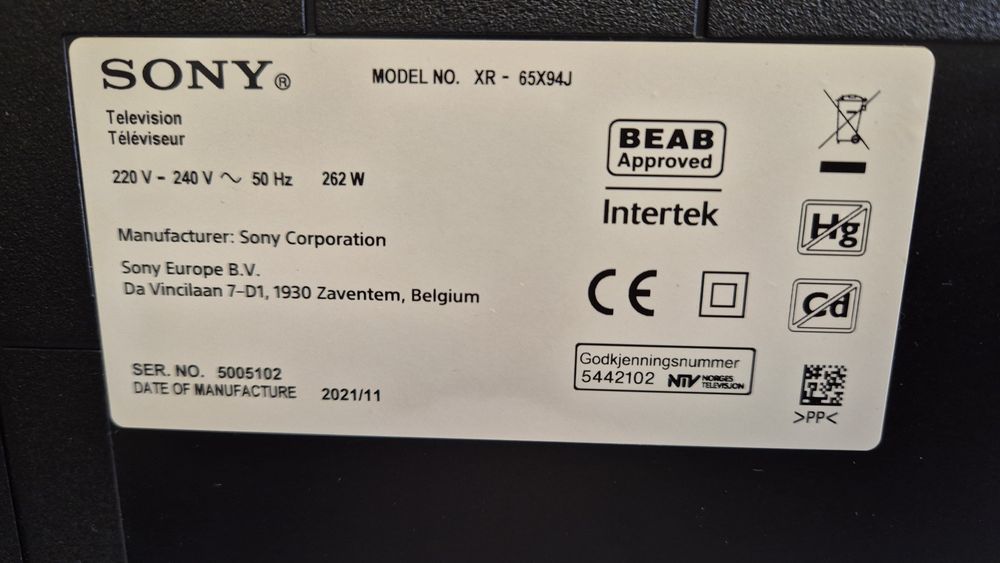 SONY®
MODEL NO. XR - 65X94J
Television
Téléviseur
220 V - 240 V ~ 50 Hz 262 W
Manufacturer: Sony Corporation
Sony Europe B.V.
Da Vincilaan 7-D1, 1930 Zaventem, Belgium
SER. NO. 5005102
DATE OF MANUFACTURE 2021/11
BEAB
Approved
Intertek
CE
Godkjenningsnummer
5442102 NTV NORGES
TELEVISJON
Hg
Cd
>PP<